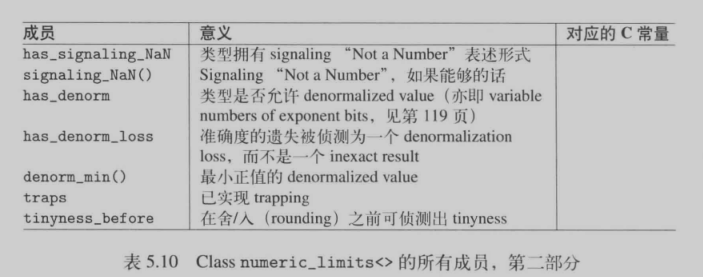 成员 意义 对应的 C 常量
has_signaling_NaN 类型拥有 signaling “Not a Number” 表述形式
signaling_NaN() Signaling “Not a Number”，如果能够的话
has_denorm 类型是否允许 denormalized value（亦即 variable
numbers of exponent bits，见第 119 页）
has_denorm_loss 准确度的遗失被侦测为一个 denormalization
loss，而不是一个 inexact result
denorm_min() 最小正值的 denormalized value
traps 已实现 trapping
tinyness_before 在舍/入（rounding）之前可侦测出 tinyness
表 5.10 Class numeric_limits<> 的所有成员，第二部分